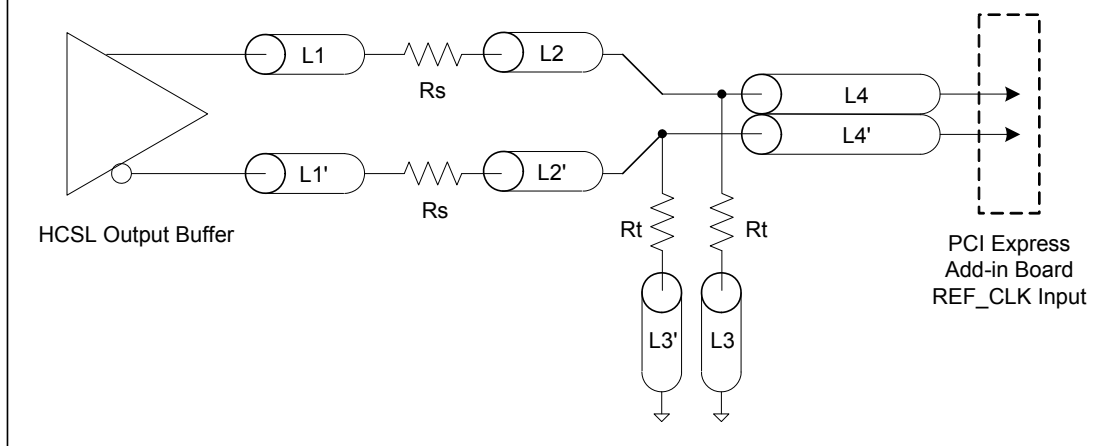 L1
Rs
L2
L4
L4'
L1'
Rs
L2'
HCSL Output Buffer
Rt
Rt
L3'
L3
PCI Express
Add-in Board
REF_CLK Input